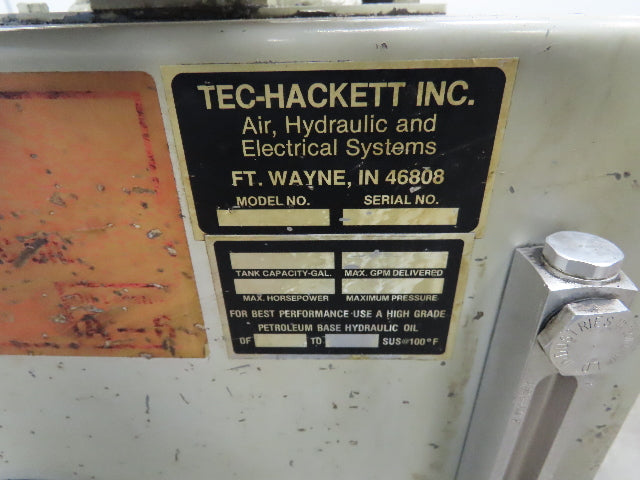 TEC-HACKETT INC.
Air, Hydraulic and
Electrical Systems
FT. WAYNE, IN 46808
MODEL NO. SERIAL NO.
TANK CAPACITY-GAL. MAX. GPM DELIVERED
MAX. HORSEPOWER MAXIMUM PRESSURE
FOR BEST PERFORMANCE USE A HIGH GRADE
PETROLEUM BASE HYDRAULIC OIL
OF TO SUS@100°F
INDUSTRIES